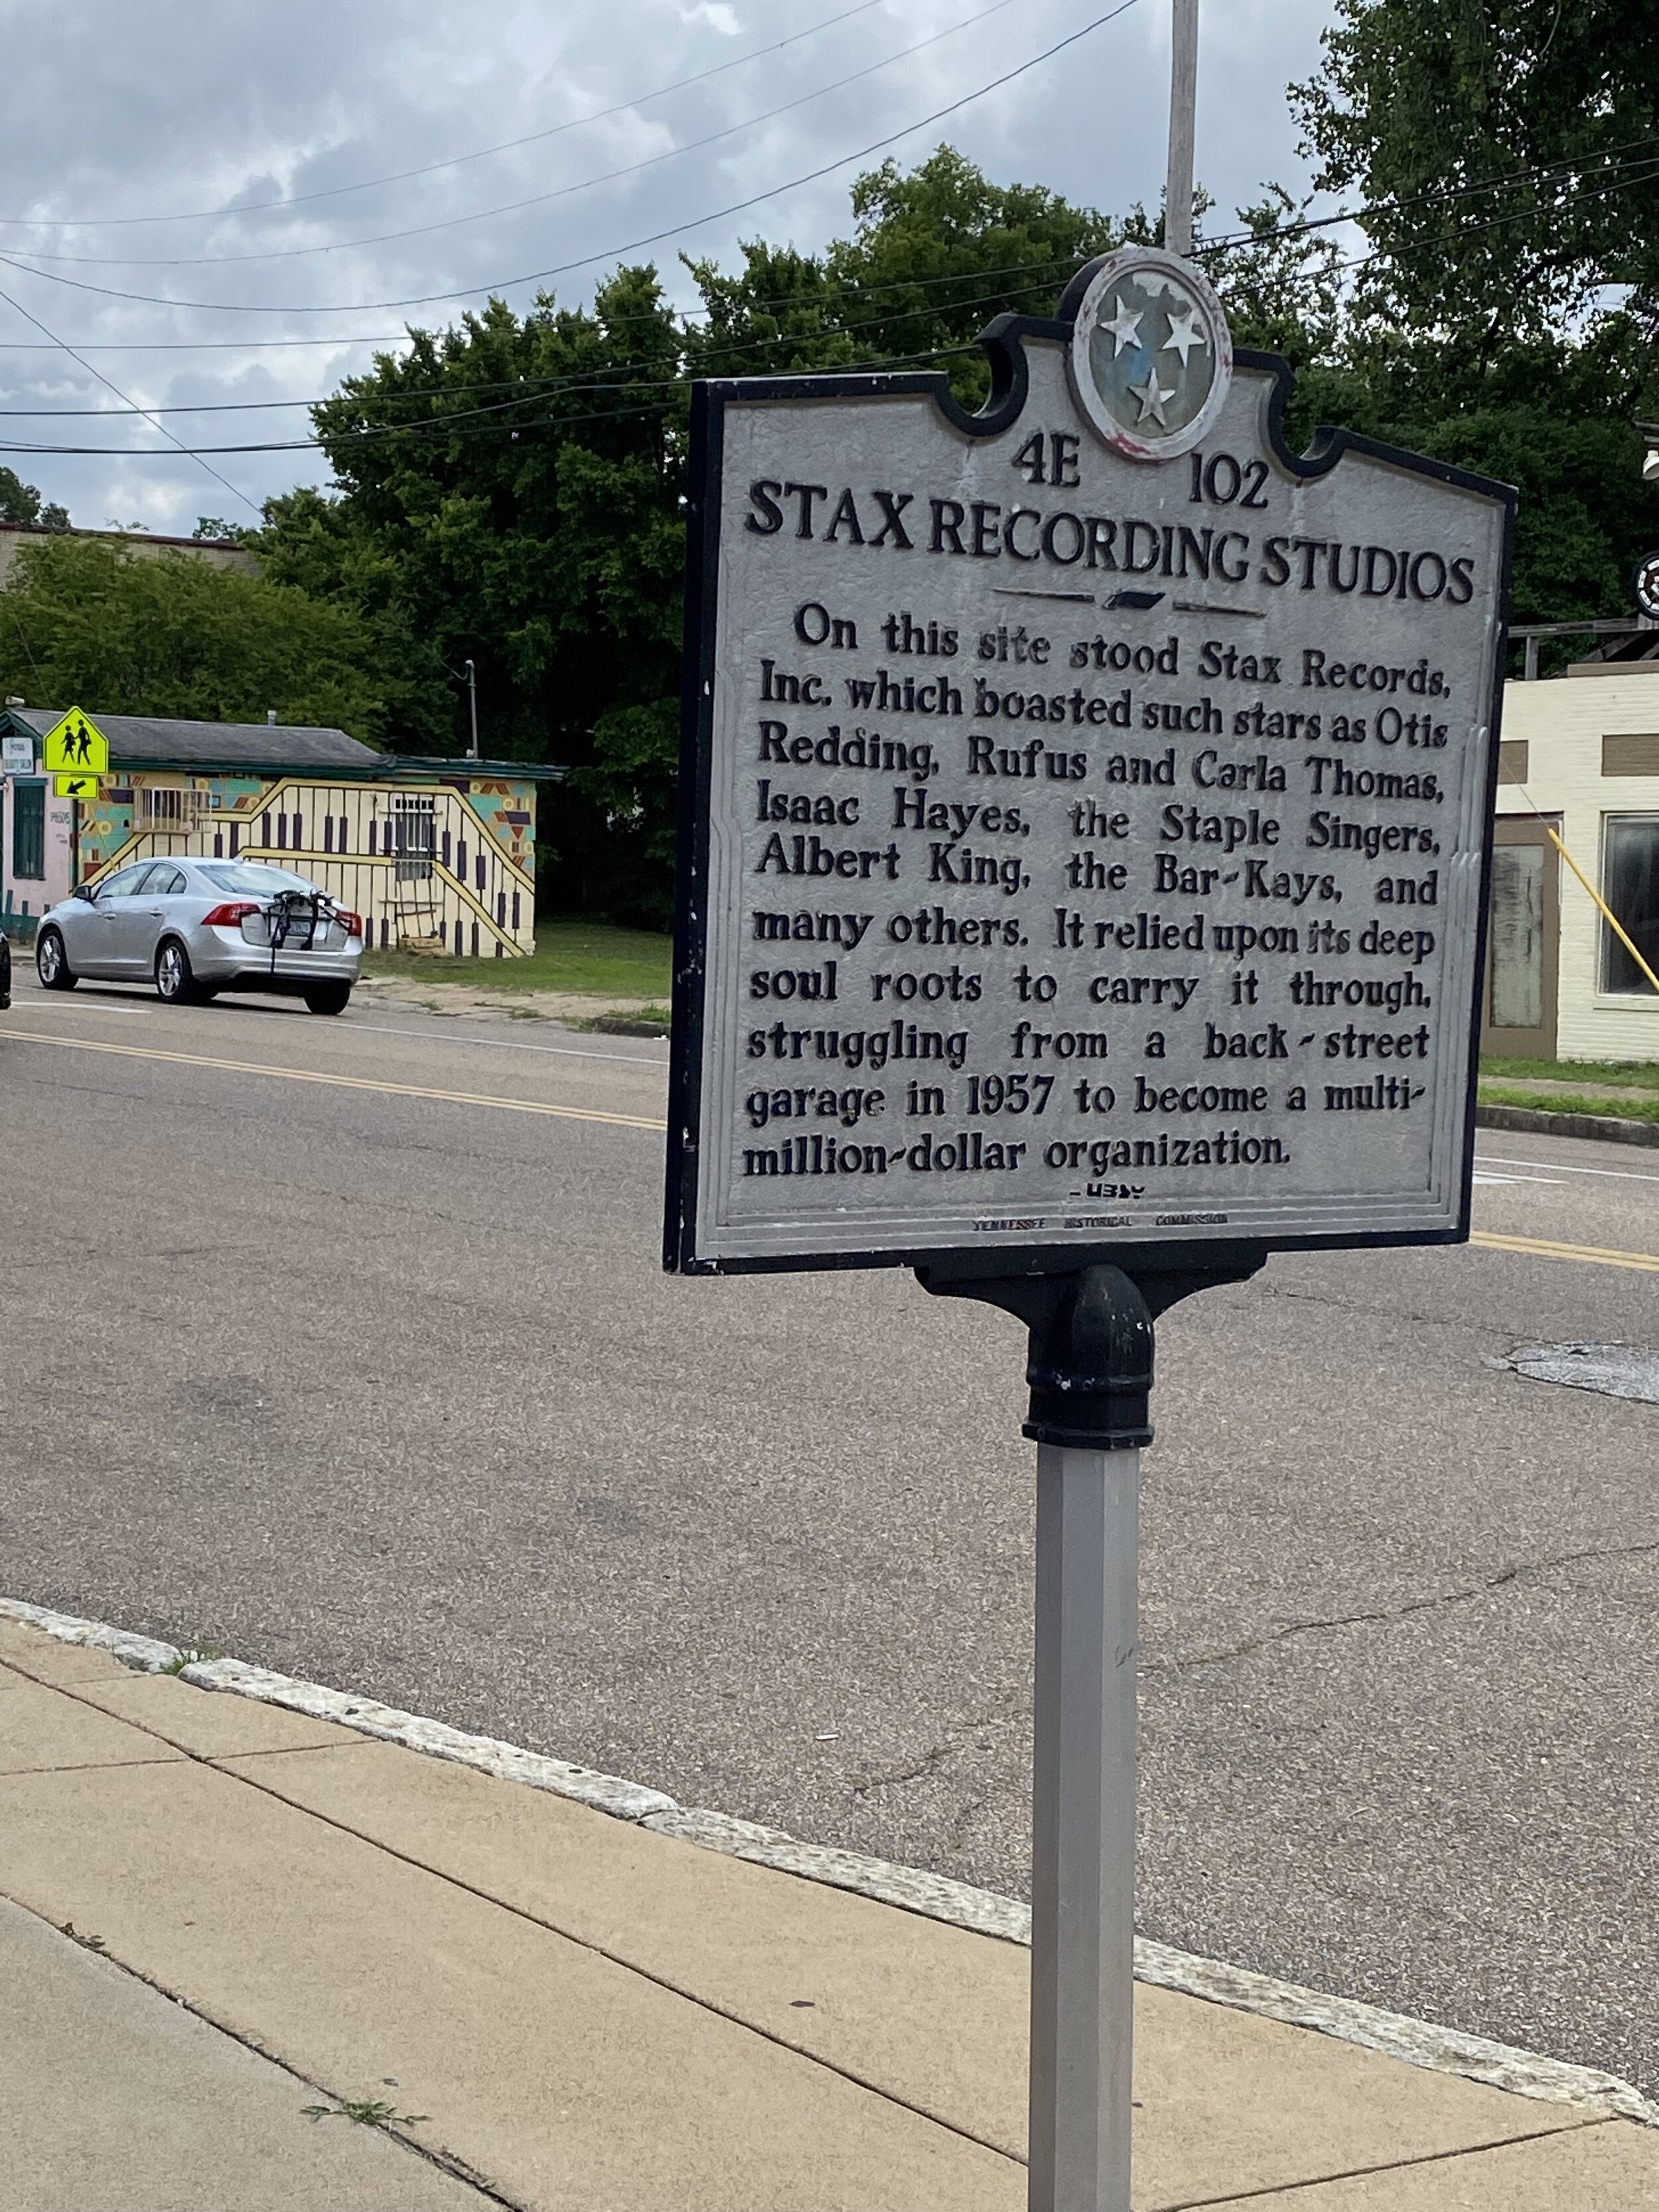 4E 102
STAX RECORDING STUDIOS
On this site stood Stax Records,
Inc. which boasted such stars as Otis
Redding, Rufus and Carla Thomas,
Isaac Hayes, the Staple Singers,
Albert King, the Bar-Kays, and
many others. It relied upon its deep
soul roots to carry it through,
struggling from a back-street
garage in 1957 to become a multi-
million-dollar organization.
TENNESSEE HISTORICAL COMMISSION
BEAUTY SALON